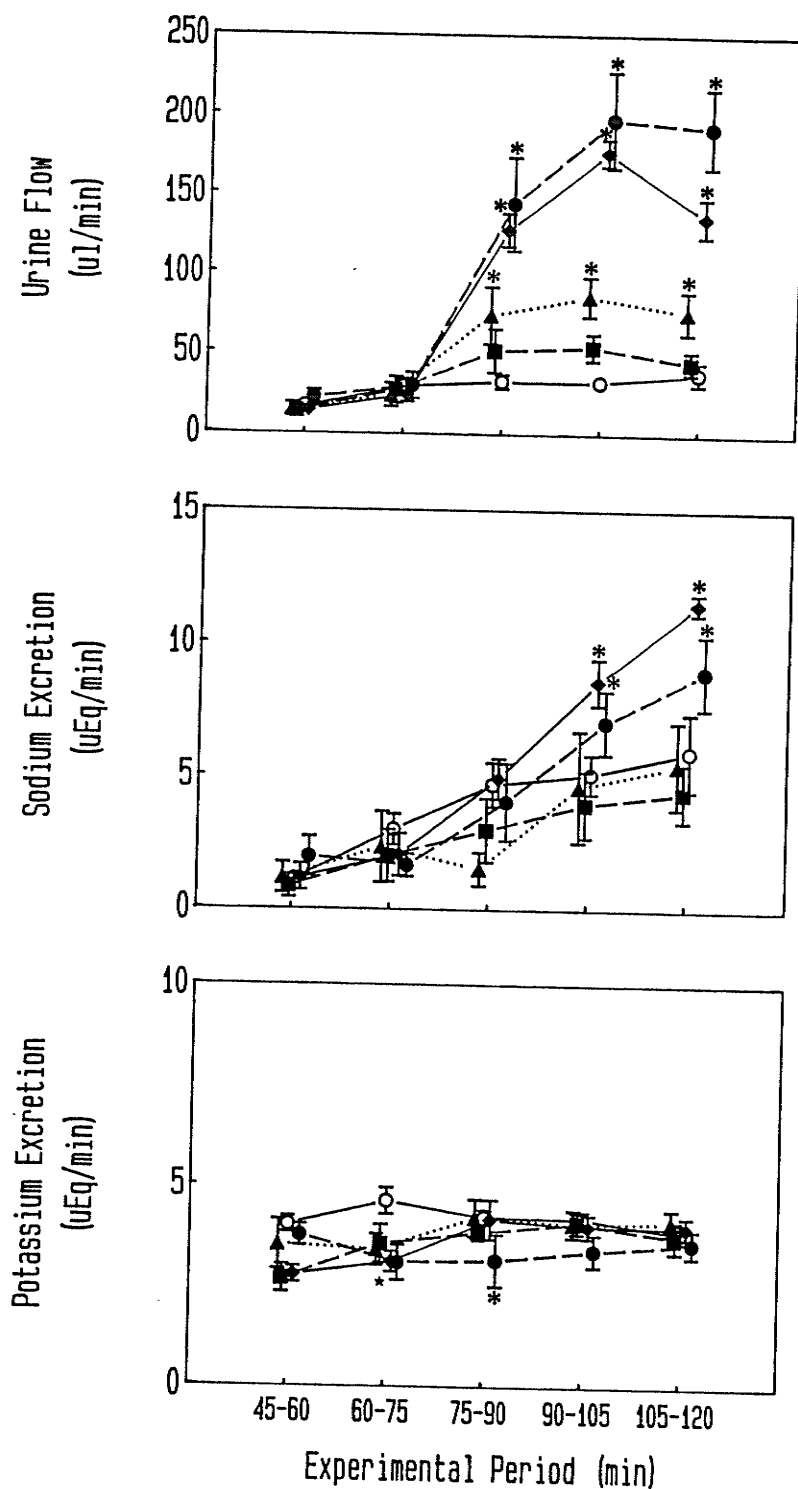 250
200
150
100
50
0
Urine Flow
(ul/min)
* * * * * * * * *
15
10
5
0
Sodium Excretion
(uEq/min)
* * * *
10
5
0
Potassium Excretion
(uEq/min)
* *
45-60 60-75 75-90 90-105 105-120
Experimental Period (min)